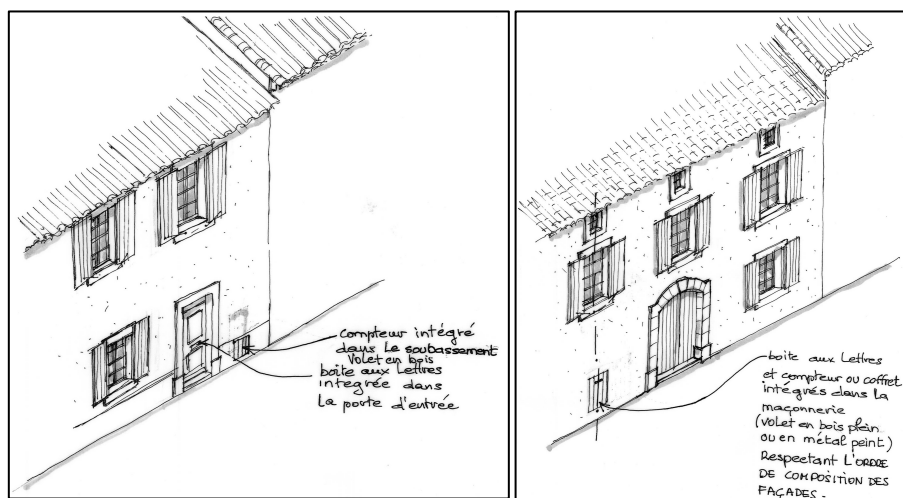 compteur intégré
dans le soubassement
volet en bois
boite aux Lettres
integrée dans
la porte d'entrée
boite aux Lettres
et compteur ou coffret
intégrés dans la
maçonnerie
(volet en bois plein
ou en métal peint)
Respectant L'ORDRE
DE COMPOSITION DES
FAÇADES.